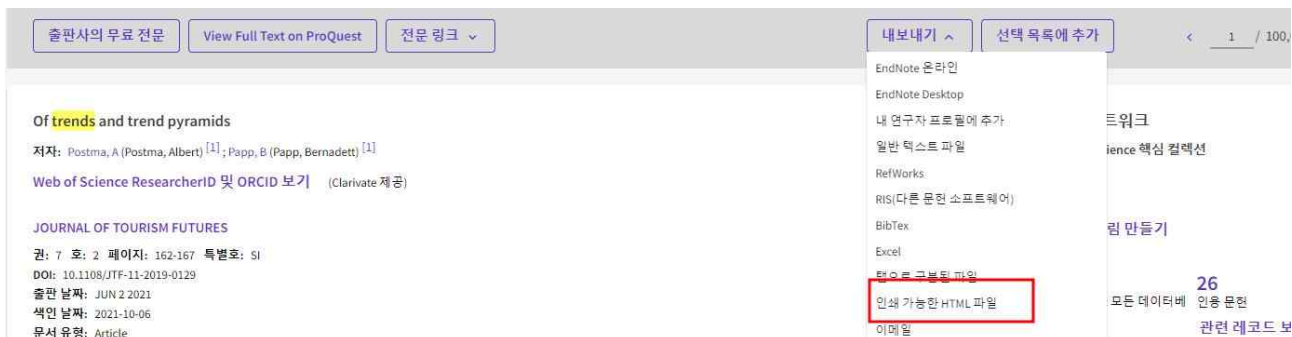 출판사의 무료 전문
View Full Text on ProQuest
전문 링크
내보내기
선택 목록에 추가
1 / 100,
EndNote 온라인
EndNote Desktop
내 연구자 프로필에 추가
일반 텍스트 파일
RefWorks
RIS(다른 문헌 소프트웨어)
BibTex
Excel
탭으로 구분된 파일
인쇄 가능한 HTML 파일
이메일
Of trends and trend pyramids
저자: Postma, A (Postma, Albert) [1] ; Papp, B (Papp, Bernadett) [1]
Web of Science ResearcherID 및 ORCID 보기 (Clarivate 제공)
JOURNAL OF TOURISM FUTURES
권: 7 호: 2 페이지: 162-167 특별호: SI
DOI: 10.1108/JTF-11-2019-0129
출판 날짜: JUN 2 2021
색인 날짜: 2021-10-06
문서 유형: Article
트워크
ience 핵심 컬렉션
림 만들기
26
모든 데이터베
인용 문헌
관련 레코드 보